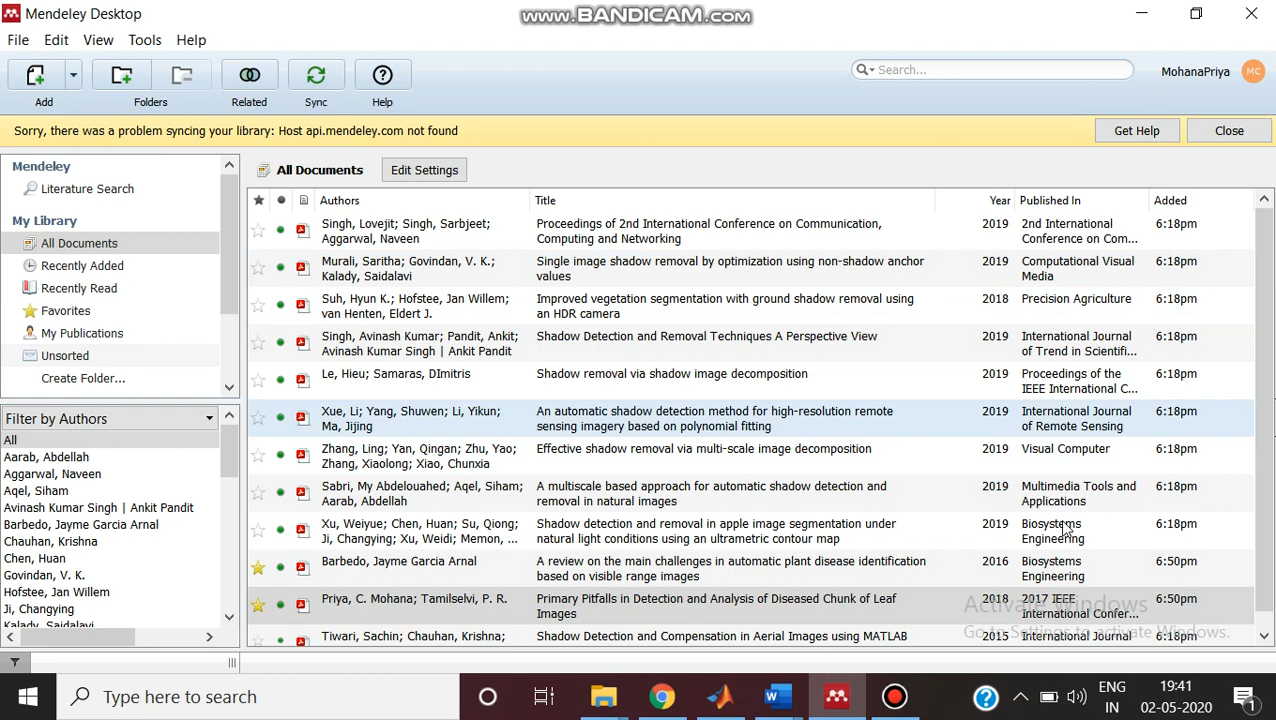 Mendeley Desktop
www.BANDICAM.com
File Edit View Tools Help
Search...
MohanaPriya MC
Add Folders Related Sync Help
Sorry, there was a problem syncing your library: Host api.mendeley.com not found
Get Help Close
Mendeley
Literature Search
My Library
All Documents
Recently Added
Recently Read
Favorites
My Publications
Unsorted
Create Folder...
Filter by Authors
All
Aarab, Abdellah
Aggarwal, Naveen
Aqel, Siham
Avinash Kumar Singh | Ankit Pandit
Barbedo, Jayme Garcia Arnal
Chauhan, Krishna
Chen, Huan
Govindan, V. K.
Hofstee, Jan Willem
Ji, Changying
Kalady, Saidalavi
All Documents Edit Settings
Authors Title Year Published In Added
Singh, Lovejit; Singh, Sarbjeet; Proceedings of 2nd International Conference on Communication, 2019 2nd International 6:18pm
Aggarwal, Naveen Computing and Networking Conference on Com...
Murali, Saritha; Govindan, V. K.; Single image shadow removal by optimization using non-shadow anchor 2019 Computational Visual 6:18pm
Kalady, Saidalavi values Media
Suh, Hyun K.; Hofstee, Jan Willem; Improved vegetation segmentation with ground shadow removal using 2018 Precision Agriculture 6:18pm
van Henten, Eldert J. an HDR camera
Singh, Avinash Kumar; Pandit, Ankit; Shadow Detection and Removal Techniques A Perspective View 2019 International Journal 6:18pm
Avinash Kumar Singh | Ankit Pandit of Trend in Scientifi...
Le, Hieu; Samaras, DImitris Shadow removal via shadow image decomposition 2019 Proceedings of the 6:18pm
IEEE International C...
Xue, Li; Yang, Shuwen; Li, Yikun; An automatic shadow detection method for high-resolution remote 2019 International Journal 6:18pm
Ma, Jijing sensing imagery based on polynomial fitting of Remote Sensing
Zhang, Ling; Yan, Qingan; Zhu, Yao; Effective shadow removal via multi-scale image decomposition 2019 Visual Computer 6:18pm
Zhang, Xiaolong; Xiao, Chunxia
Sabri, My Abdelouahed; Aqel, Siham; A multiscale based approach for automatic shadow detection and 2019 Multimedia Tools and 6:18pm
Aarab, Abdellah removal in natural images Applications
Xu, Weiyue; Chen, Huan; Su, Qiong; Shadow detection and removal in apple image segmentation under 2019 Biosystems 6:18pm
Ji, Changying; Xu, Weidi; Memon, ... natural light conditions using an ultrametric contour map Engineering
Barbedo, Jayme Garcia Arnal A review on the main challenges in automatic plant disease identification 2016 Biosystems 6:50pm
based on visible range images Engineering
Priya, C. Mohana; Tamilselvi, P. R. Primary Pitfalls in Detection and Analysis of Diseased Chunk of Leaf 2018 2017 IEEE 6:50pm
Images International Confer...
Tiwari, Sachin; Chauhan, Krishna; Shadow Detection and Compensation in Aerial Images using MATLAB 2015 International Journal 6:18pm
Activate Windows
Go to Settings to activate Windows.
Type here to search
ENG 19:41
IN 02-05-2020 1